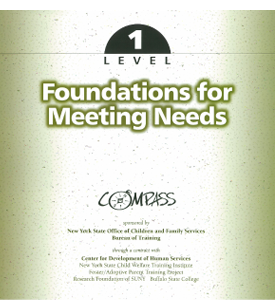 1
LEVEL
Foundations for
Meeting Needs
COMPASS
sponsored by
New York State Office of Children and Family Services
Bureau of Training
through a contract with
Center for Development of Human Services
New York State Child Welfare Training Institute
Foster/Adoptive Parent Training Project
Research Foundation of SUNY Buffalo State College